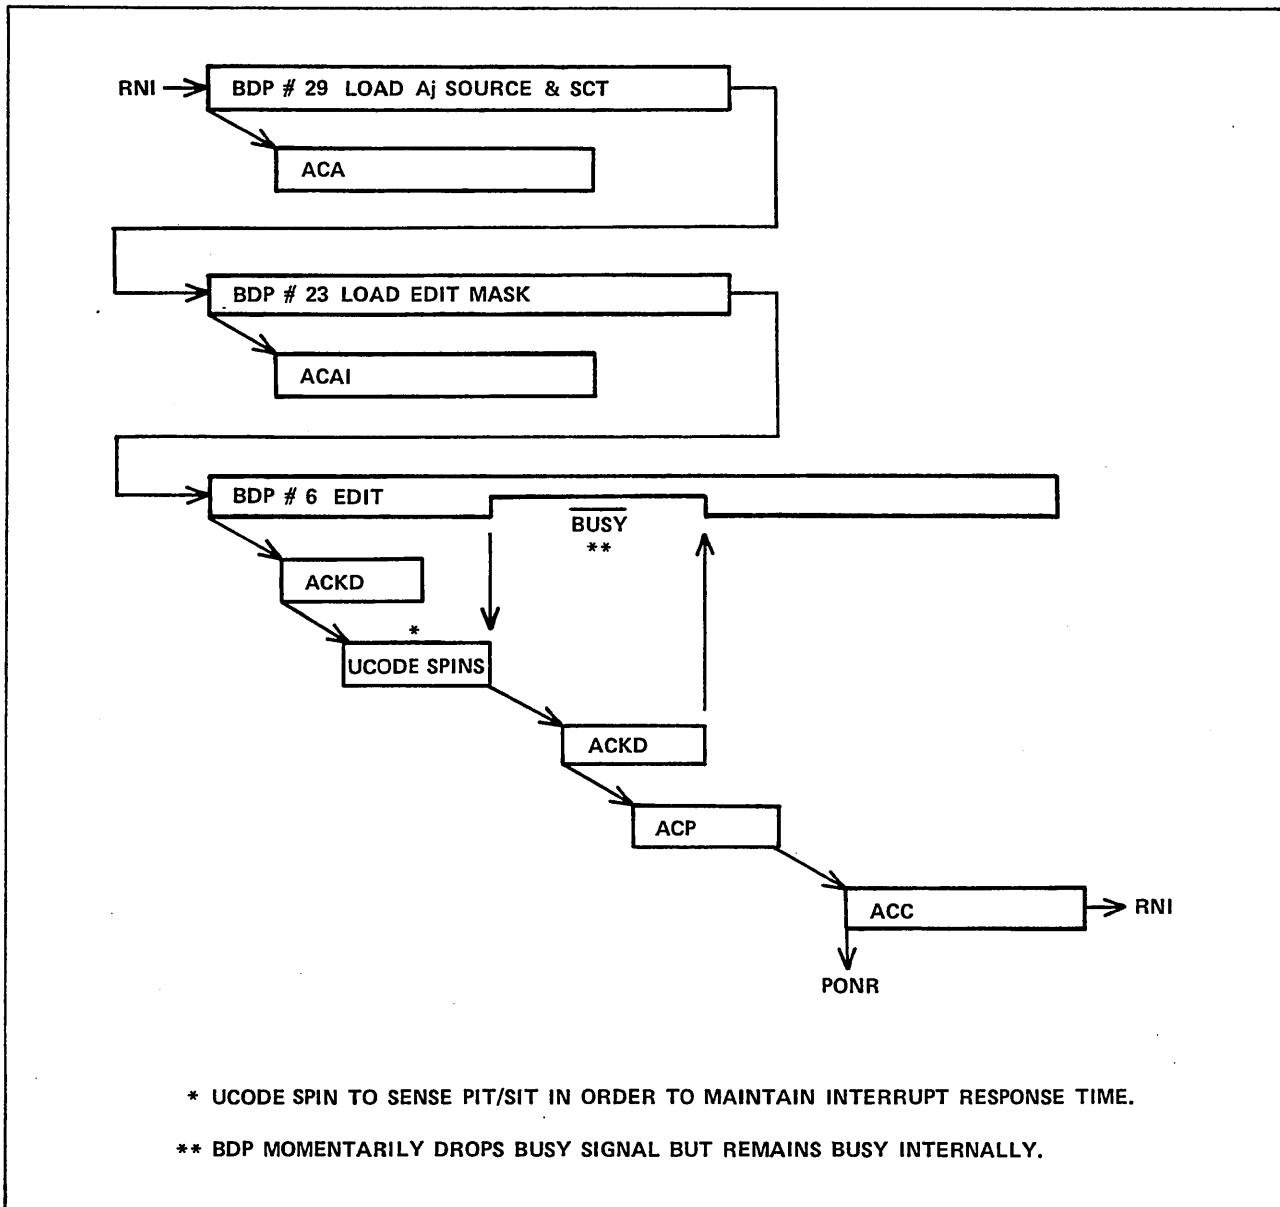 RNI
BDP # 29 LOAD Aj SOURCE & SCT
ACA
BDP # 23 LOAD EDIT MASK
ACAI
BDP # 6 EDIT
BUSY
**
ACKD
*
UCODE SPINS
ACKD
ACP
ACC
RNI
PONR
* UCODE SPIN TO SENSE PIT/SIT IN ORDER TO MAINTAIN INTERRUPT RESPONSE TIME.
** BDP MOMENTARILY DROPS BUSY SIGNAL BUT REMAINS BUSY INTERNALLY.